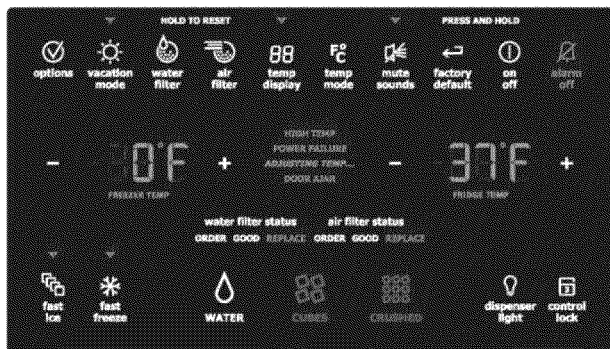 HOLD TO RESET PRESS AND HOLD
options vacation mode water filter air filter 88 temp display F° C temp mode mute sounds factory default on off alarm off
HIGH TEMP
POWER FAILURE
ADJUSTING TEMP...
DOOR AJAR
- 0°F + - 37°F +
FREEZER TEMP FRIDGE TEMP
water filter status air filter status
ORDER GOOD REPLACE ORDER GOOD REPLACE
fast ice fast freeze WATER CUBES CRUSHED dispenser light control lock